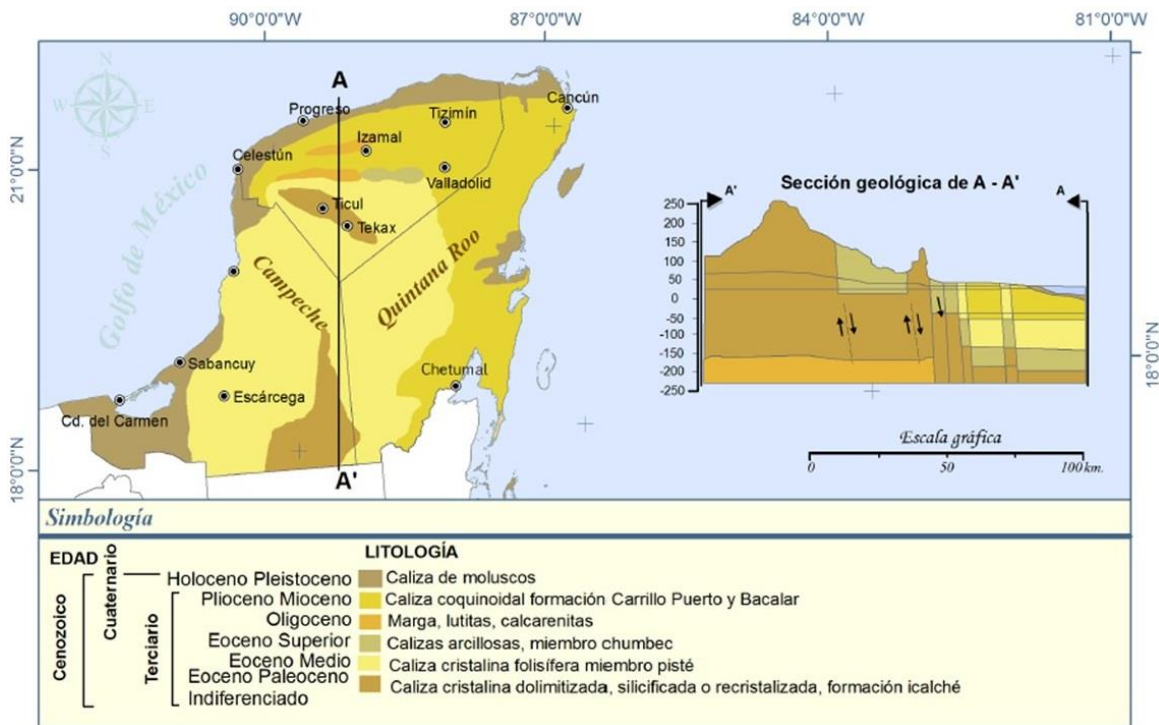 90°0'0"W
87°0'0"W
84°0'0"W
81°0'0"W
N
W
E
S
A
Progreso
Tizimín
Cancún
Izamal
Celestún
Valladolid
21°0'0"N
21°0'0"N
Ticul
Tekax
Golfo de México
Campeche
Quintana Roo
Sabancuy
Chetumal
Escárcega
Cd. del Carmen
A'
18°0'0"N
18°0'0"N
Sección geológica de A - A'
A'
A
250
200
150
100
50
0
-50
-100
-150
-200
-250
Escala gráfica
0
50
100 km.
Simbología
EDAD
LITOLOGÍA
Cenozoico
Cuaternario
Terciario
Holoceno Pleistoceno Caliza de moluscos
Plioceno Mioceno Caliza coquinoidal formación Carrillo Puerto y Bacalar
Oligoceno Marga, lutitas, calcarenitas
Eoceno Superior Calizas arcillosas, miembro chumbec
Eoceno Medio Caliza cristalina folisífera miembro pisté
Eoceno Paleoceno
Indiferenciado
Caliza cristalina dolimitizada, silicificada o recristalizada, formación icalché